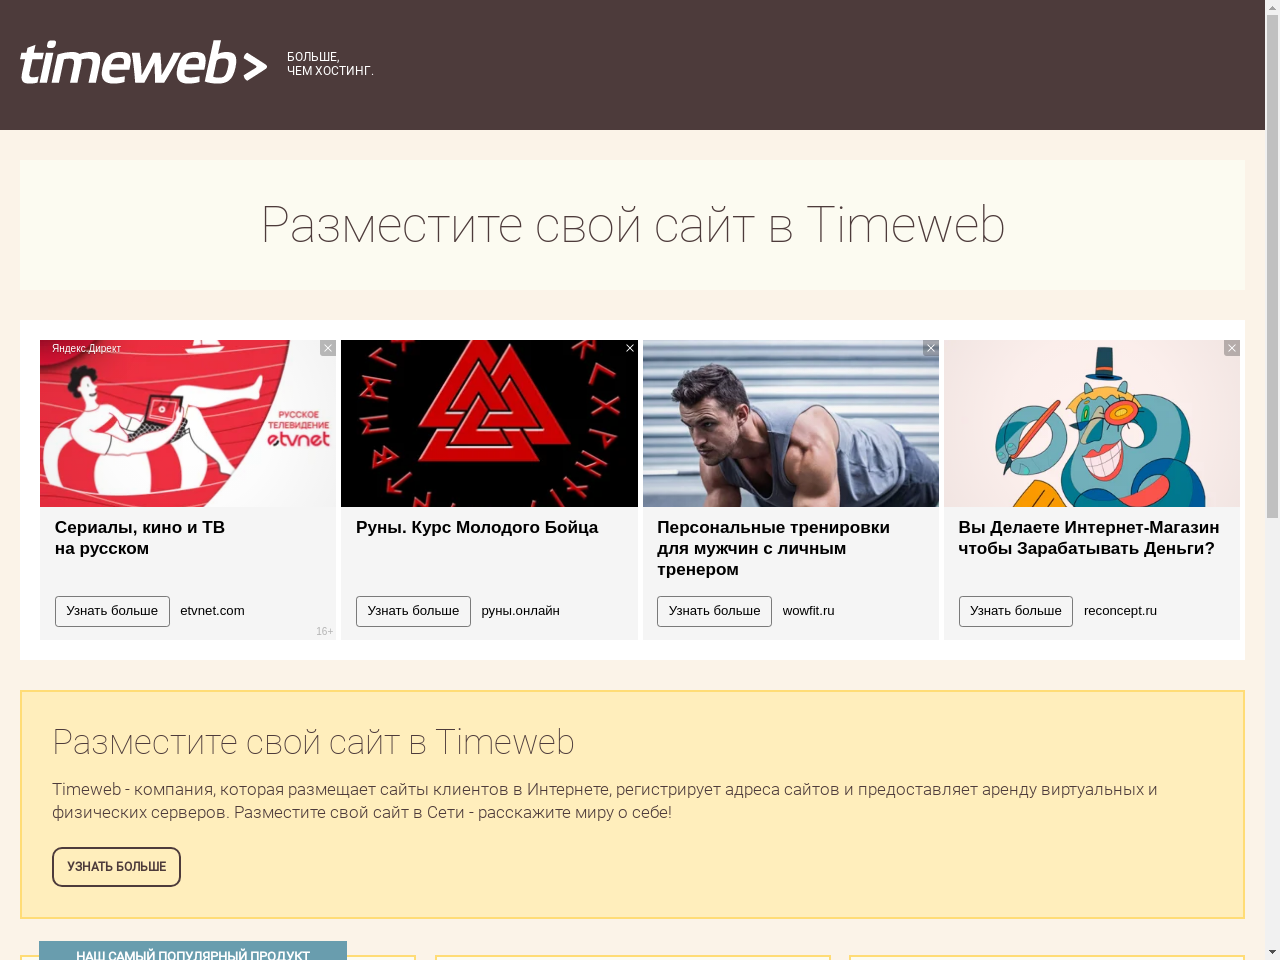 timeweb>
БОЛЬШЕ,
ЧЕМ ХОСТИНГ.
Разместите свой сайт в Timeweb
Яндекс.Директ
РУССКОЕ
ТЕЛЕВИДЕНИЕ
etvnet
Сериалы, кино и ТВ
на русском
Узнать больше
etvnet.com
16+
Руны. Курс Молодого Бойца
Узнать больше
руны.онлайн
Персональные тренировки
для мужчин с личным
тренером
Узнать больше
wowfit.ru
Вы Делаете Интернет-Магазин
чтобы Зарабатывать Деньги?
Узнать больше
reconcept.ru
Разместите свой сайт в Timeweb
Timeweb - компания, которая размещает сайты клиентов в Интернете, регистрирует адреса сайтов и предоставляет аренду виртуальных и
физических серверов. Разместите свой сайт в Сети - расскажите миру о себе!
УЗНАТЬ БОЛЬШЕ
НАШ САМЫЙ ПОПУЛЯРНЫЙ ПРОДУКТ